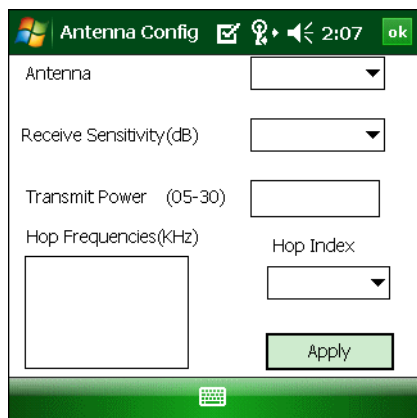 Antenna Config 2:07 ok
Antenna
Receive Sensitivity(dB)
Transmit Power (05-30)
Hop Frequencies(KHz)
Hop Index
Apply